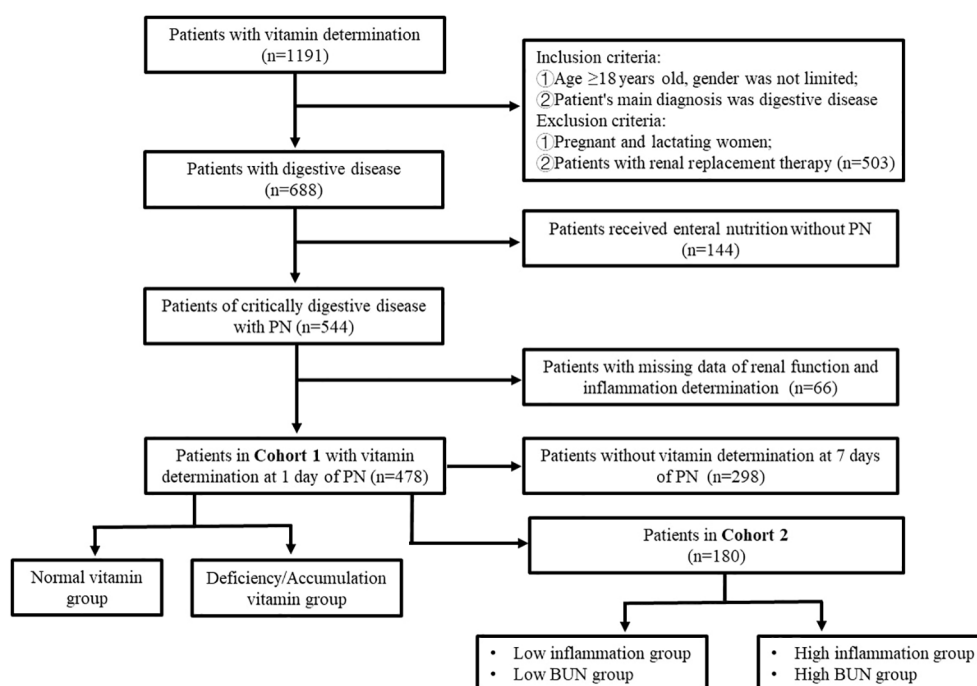 Patients with vitamin determination
(n=1191)
Inclusion criteria:
①Age ≥18 years old, gender was not limited;
②Patient's main diagnosis was digestive disease
Exclusion criteria:
①Pregnant and lactating women;
②Patients with renal replacement therapy (n=503)
Patients with digestive disease
(n=688)
Patients received enteral nutrition without PN
(n=144)
Patients of critically digestive disease
with PN (n=544)
Patients with missing data of renal function and
inflammation determination (n=66)
Patients in Cohort 1 with vitamin
determination at 1 day of PN (n=478)
Patients without vitamin determination at 7 days
of PN (n=298)
Patients in Cohort 2
(n=180)
Normal vitamin
group
Deficiency/Accumulation
vitamin group
• Low inflammation group
• Low BUN group
• High inflammation group
• High BUN group